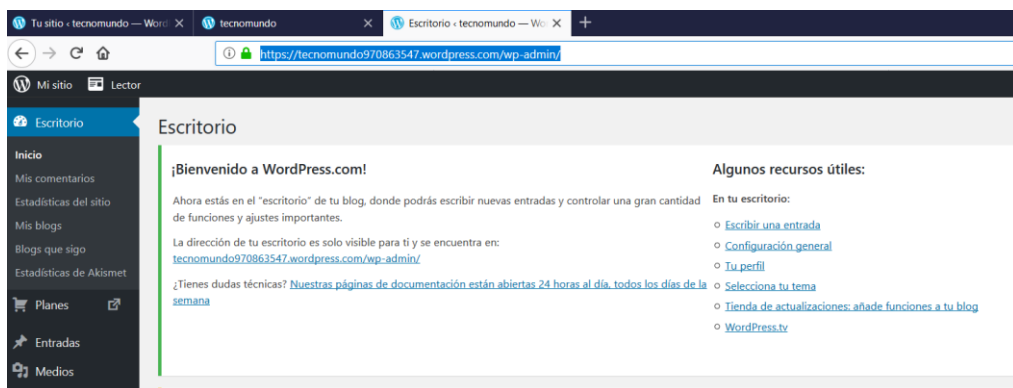 Tu sitio ‹ tecnomundo — Word
tecnomundo
Escritorio ‹ tecnomundo — Wo
https://tecnomundo970863547.wordpress.com/wp-admin/
Mi sitio
Lector
Escritorio
Inicio
Mis comentarios
Estadísticas del sitio
Mis blogs
Blogs que sigo
Estadísticas de Akismet
Planes
Entradas
Medios
Escritorio
¡Bienvenido a WordPress.com!
Ahora estás en el "escritorio" de tu blog, donde podrás escribir nuevas entradas y controlar una gran cantidad
de funciones y ajustes importantes.
La dirección de tu escritorio es solo visible para ti y se encuentra en:
tecnomundo970863547.wordpress.com/wp-admin/
¿Tienes dudas técnicas? Nuestras páginas de documentación están abiertas 24 horas al día, todos los días de la
semana
Algunos recursos útiles:
En tu escritorio:
Escribir una entrada
Configuración general
Tu perfil
Selecciona tu tema
Tienda de actualizaciones: añade funciones a tu blog
WordPress.tv